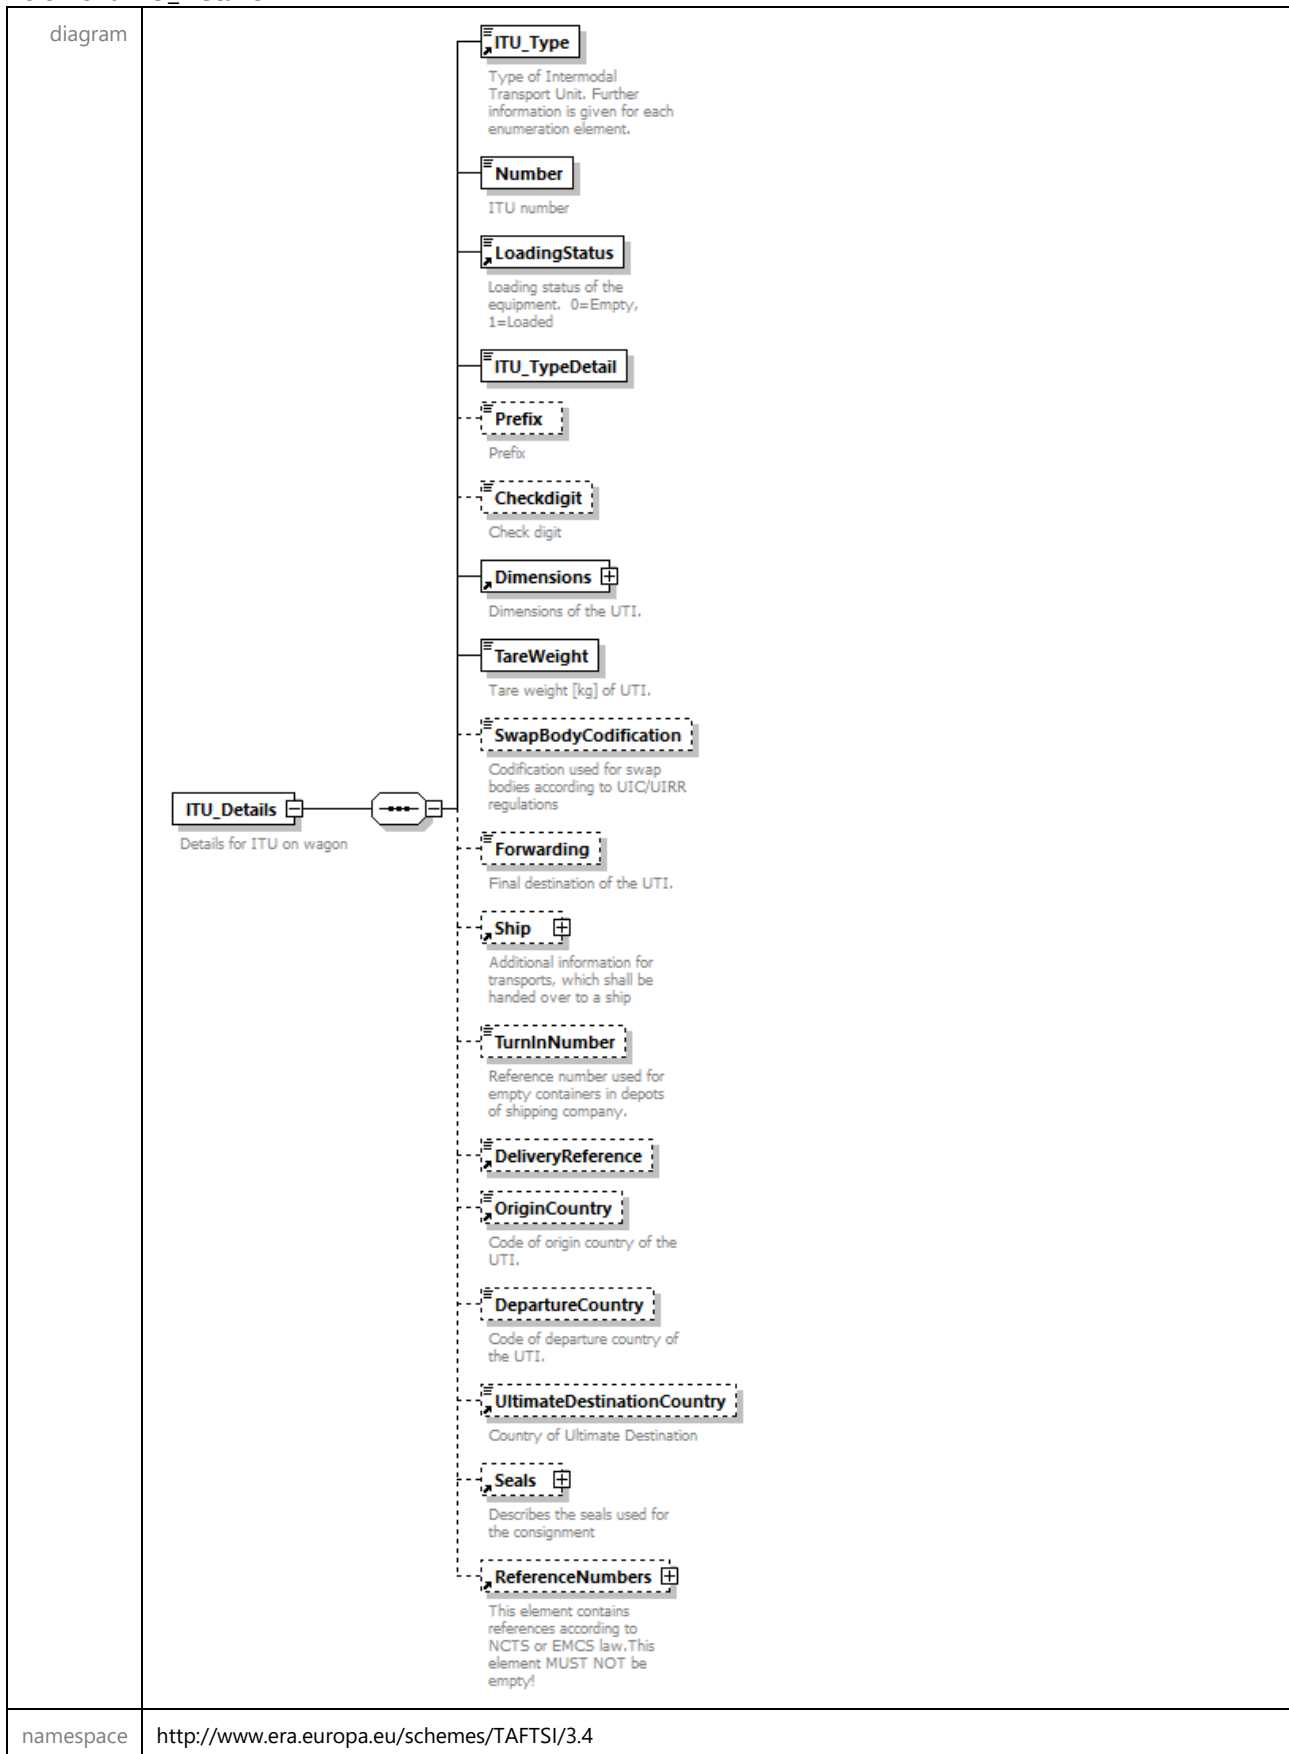 diagram
ITU_Type
Type of Intermodal
Transport Unit. Further
information is given for each
enumeration element.
Number
ITU number
LoadingStatus
Loading status of the
equipment.  0=Empty,
1=Loaded
ITU_TypeDetail
Prefix
Prefix
Checkdigit
Check digit
Dimensions
Dimensions of the UTI.
TareWeight
Tare weight [kg] of UTI.
SwapBodyCodification
Codification used for swap
bodies according to UIC/UIRR
regulations
ITU_Details
Details for ITU on wagon
Forwarding
Final destination of the UTI.
Ship
Additional information for
transports, which shall be
handed over to a ship
TurnInNumber
Reference number used for
empty containers in depots
of shipping company.
DeliveryReference
OriginCountry
Code of origin country of the
UTI.
DepartureCountry
Code of departure country of
the UTI.
UltimateDestinationCountry
Country of Ultimate Destination
Seals
Describes the seals used for
the consignment
ReferenceNumbers
This element contains
references according to
NCTS or EMCS law.This
element MUST NOT be
empty!
namespace
http://www.era.europa.eu/schemes/TAFTSI/3.4